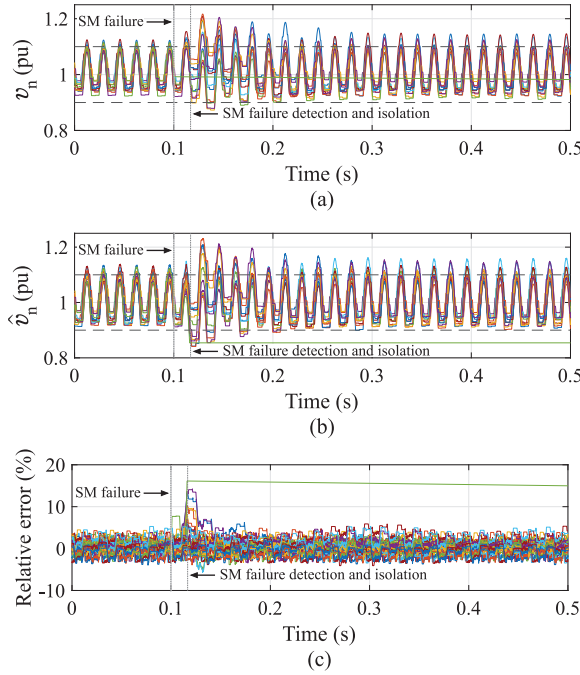 SM failure
1.2
1
0.8
v_n (pu)
SM failure detection and isolation
0 0.1 0.2 0.3 0.4 0.5
Time (s)
(a)
SM failure
1.2
1
0.8
v̂_n (pu)
SM failure detection and isolation
0 0.1 0.2 0.3 0.4 0.5
Time (s)
(b)
20
10
0
-10
Relative error (%)
SM failure
SM failure detection and isolation
0 0.1 0.2 0.3 0.4 0.5
Time (s)
(c)